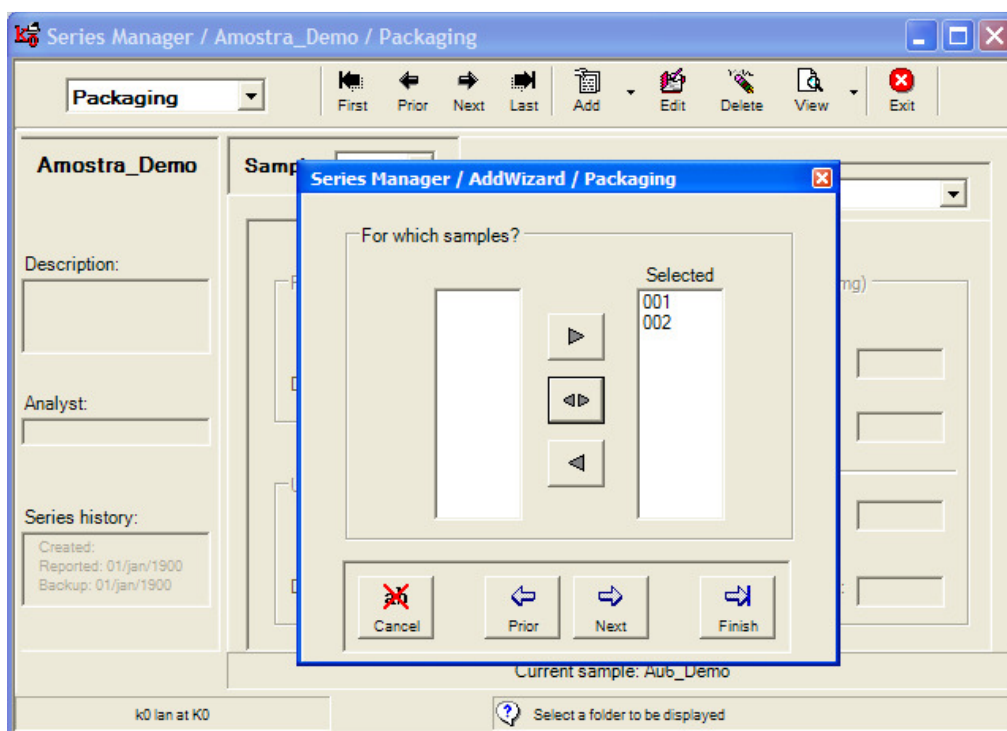 Series Manager / Amostra_Demo / Packaging
Packaging
First
Prior
Next
Last
Add
Edit
Delete
View
Exit
Amostra_Demo
Description:
Analyst:
Series history:
Created:
Reported: 01/jan/1900
Backup: 01/jan/1900
Series Manager / AddWizard / Packaging
For which samples?
Selected
001
002
mg)
Cancel
Prior
Next
Finish
Current sample: Au6_Demo
k0 lan at K0
Select a folder to be displayed